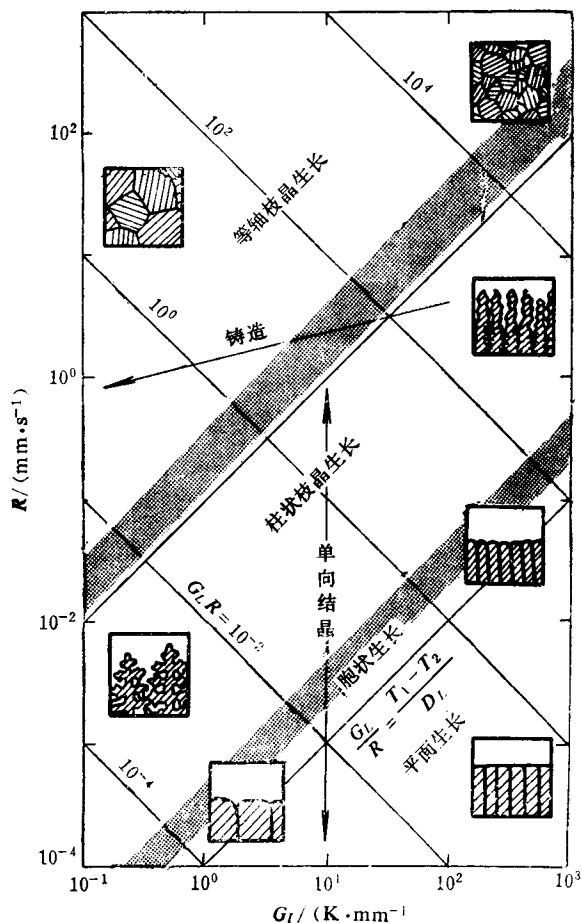 10²
10⁴
10²
等轴枝晶生长
10⁰
铸造
10⁰
R/(mm·s⁻¹)
柱状枝晶生长
单向结晶
10⁻²
G_L R=10⁻²
胞状生长
G_L/R=(T₁−T₂)/D_L
平面生长
10⁻⁴
10⁻⁴
10⁻¹
10⁰
10¹
10²
10³
G_l/(K·mm⁻¹)